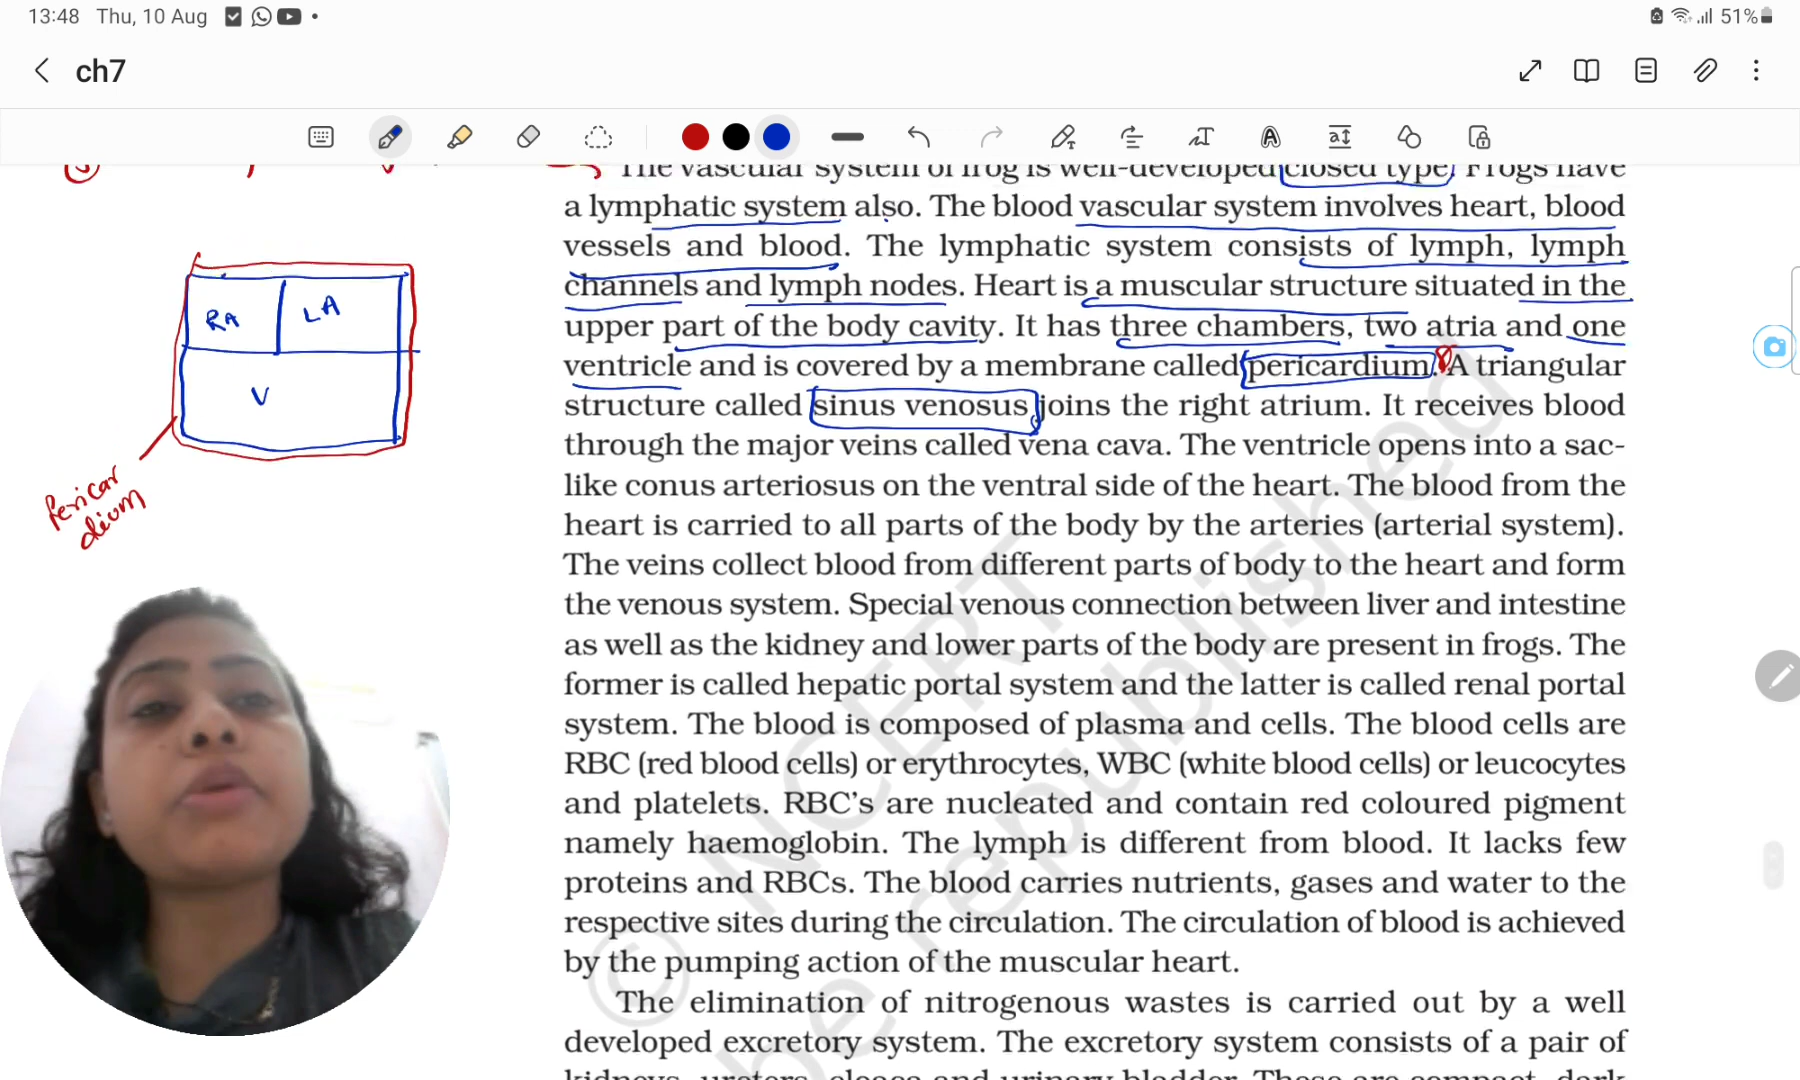 13:48 Thu, 10 Aug 51%
ch7
The vascular system of frog is well-developed closed type. Frogs have
a lymphatic system also. The blood vascular system involves heart, blood
vessels and blood. The lymphatic system consists of lymph, lymph
channels and lymph nodes. Heart is a muscular structure situated in the
upper part of the body cavity. It has three chambers, two atria and one
ventricle and is covered by a membrane called pericardium. A triangular
structure called sinus venosus joins the right atrium. It receives blood
through the major veins called vena cava. The ventricle opens into a sac-
like conus arteriosus on the ventral side of the heart. The blood from the
heart is carried to all parts of the body by the arteries (arterial system).
The veins collect blood from different parts of body to the heart and form
the venous system. Special venous connection between liver and intestine
as well as the kidney and lower parts of the body are present in frogs. The
former is called hepatic portal system and the latter is called renal portal
system. The blood is composed of plasma and cells. The blood cells are
RBC (red blood cells) or erythrocytes, WBC (white blood cells) or leucocytes
and platelets. RBC’s are nucleated and contain red coloured pigment
namely haemoglobin. The lymph is different from blood. It lacks few
proteins and RBCs. The blood carries nutrients, gases and water to the
respective sites during the circulation. The circulation of blood is achieved
by the pumping action of the muscular heart.
The elimination of nitrogenous wastes is carried out by a well
developed excretory system. The excretory system consists of a pair of
kidneys, ureters, cloaca and urinary bladder. These are compact, dark
RA LA
V
Pericar
dium
© NCERT
be republished